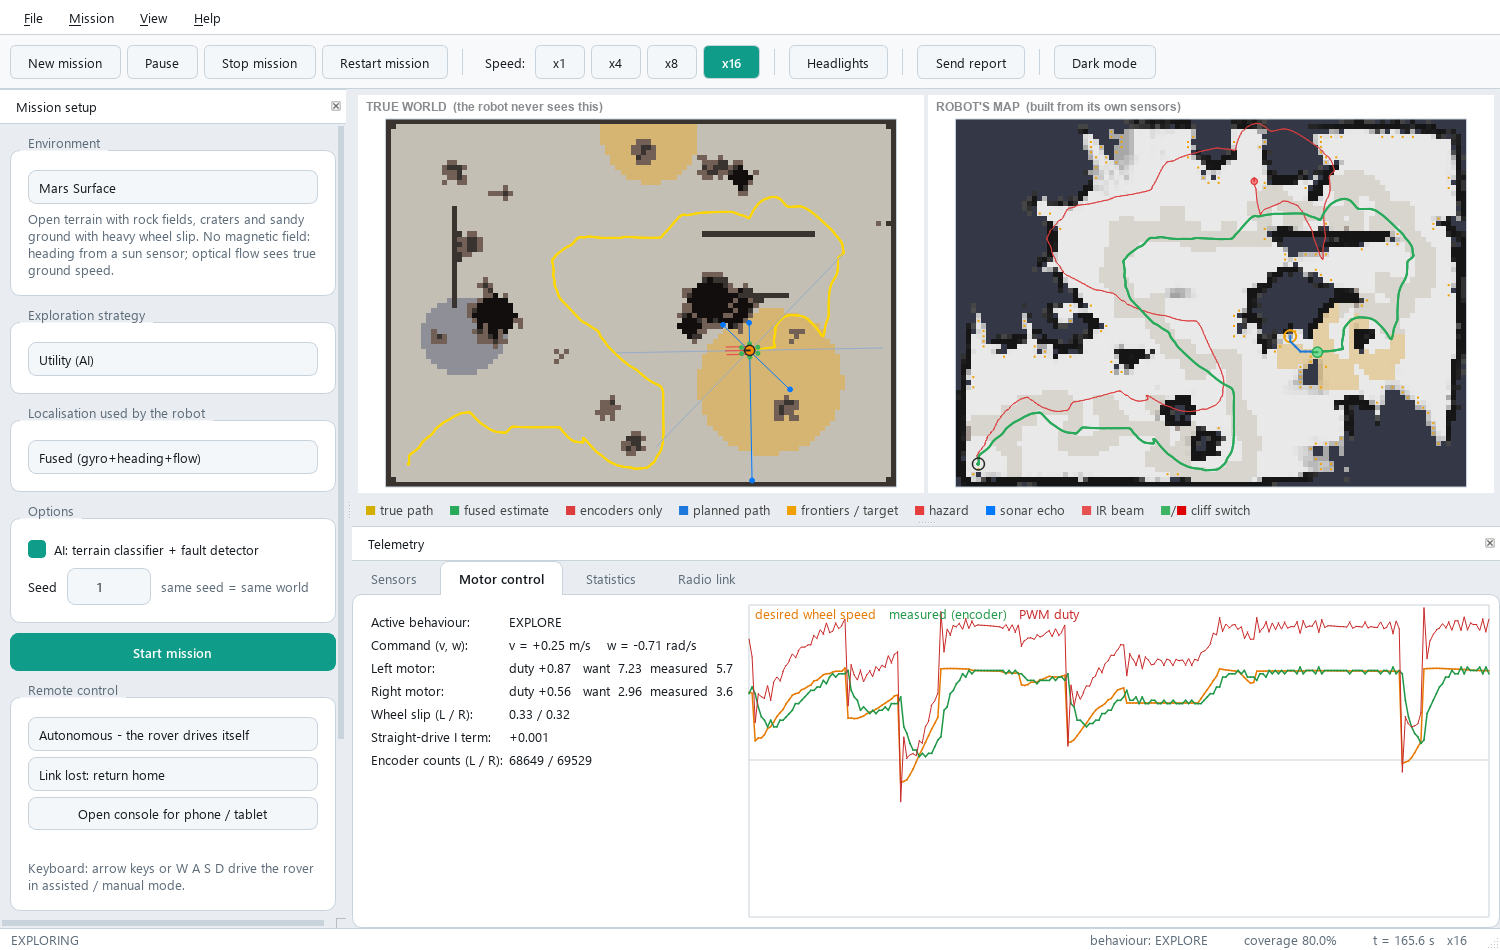 File Mission View Help
New mission Pause Stop mission Restart mission Speed: x1 x4 x8 x16 Headlights Send report Dark mode
Mission setup
Environment
Mars Surface
Open terrain with rock fields, craters and sandy
ground with heavy wheel slip. No magnetic field:
heading from a sun sensor; optical flow sees true
ground speed.
Exploration strategy
Utility (AI)
Localisation used by the robot
Fused (gyro+heading+flow)
Options
AI: terrain classifier + fault detector
Seed 1 same seed = same world
Start mission
Remote control
Autonomous - the rover drives itself
Link lost: return home
Open console for phone / tablet
Keyboard: arrow keys or W A S D drive the rover
in assisted / manual mode.
TRUE WORLD (the robot never sees this)
ROBOT'S MAP (built from its own sensors)
true path fused estimate encoders only planned path frontiers / target hazard sonar echo IR beam / cliff switch
Telemetry
Sensors Motor control Statistics Radio link
Active behaviour: EXPLORE
Command (v, w): v = +0.25 m/s w = -0.71 rad/s
Left motor: duty +0.87 want 7.23 measured 5.7
Right motor: duty +0.56 want 2.96 measured 3.6
Wheel slip (L / R): 0.33 / 0.32
Straight-drive I term: +0.001
Encoder counts (L / R): 68649 / 69529
desired wheel speed measured (encoder) PWM duty
EXPLORING behaviour: EXPLORE coverage 80.0% t = 165.6 s x16